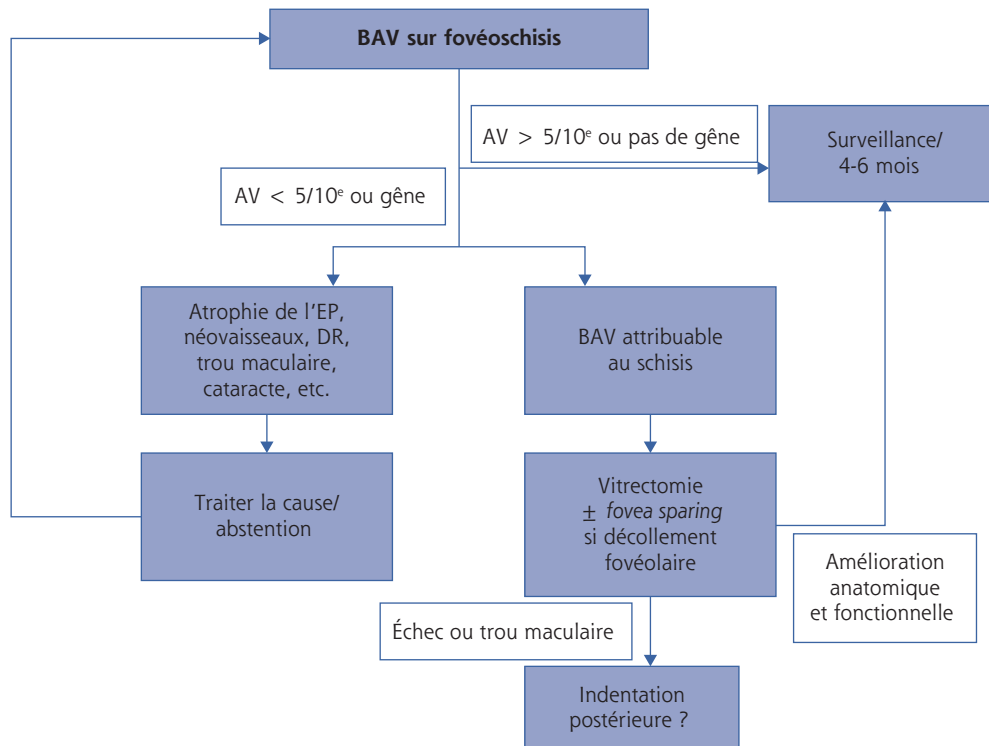 BAV sur fovéoschisis
AV > 5/10ᵉ ou pas de gêne
Surveillance/
4-6 mois
AV < 5/10ᵉ ou gêne
Atrophie de l'EP,
néovaisseaux, DR,
trou maculaire,
cataracte, etc.
BAV attribuable
au schisis
Traiter la cause/
abstention
Vitrectomie
± fovea sparing
si décollement
fovéolaire
Amélioration
anatomique
et fonctionnelle
Échec ou trou maculaire
Indentation
postérieure ?